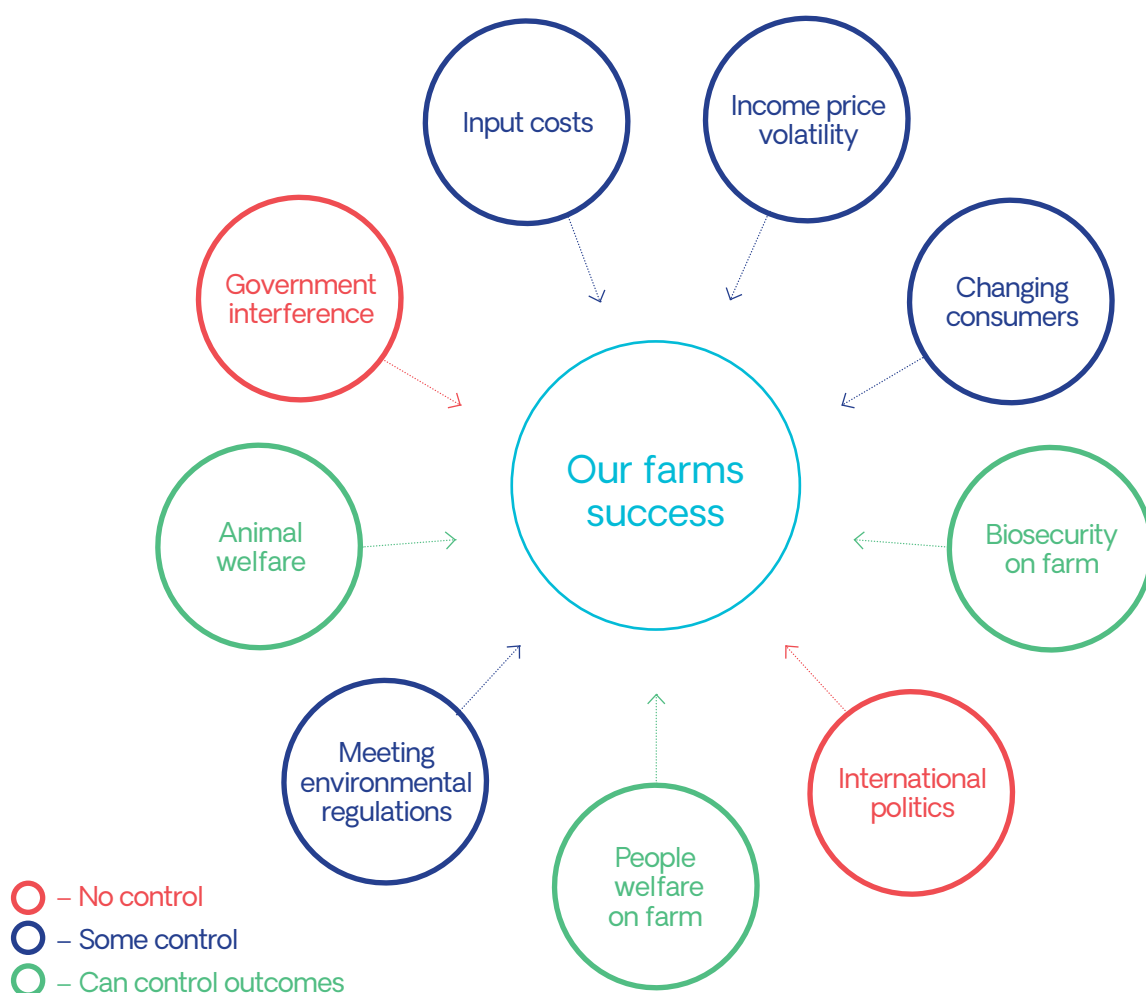 Input costs
Income price
volatility
Government
interference
Changing
consumers
Our farms
success
Animal
welfare
Biosecurity
on farm
Meeting
environmental
regulations
International
politics
People
welfare
on farm
– No control
– Some control
– Can control outcomes